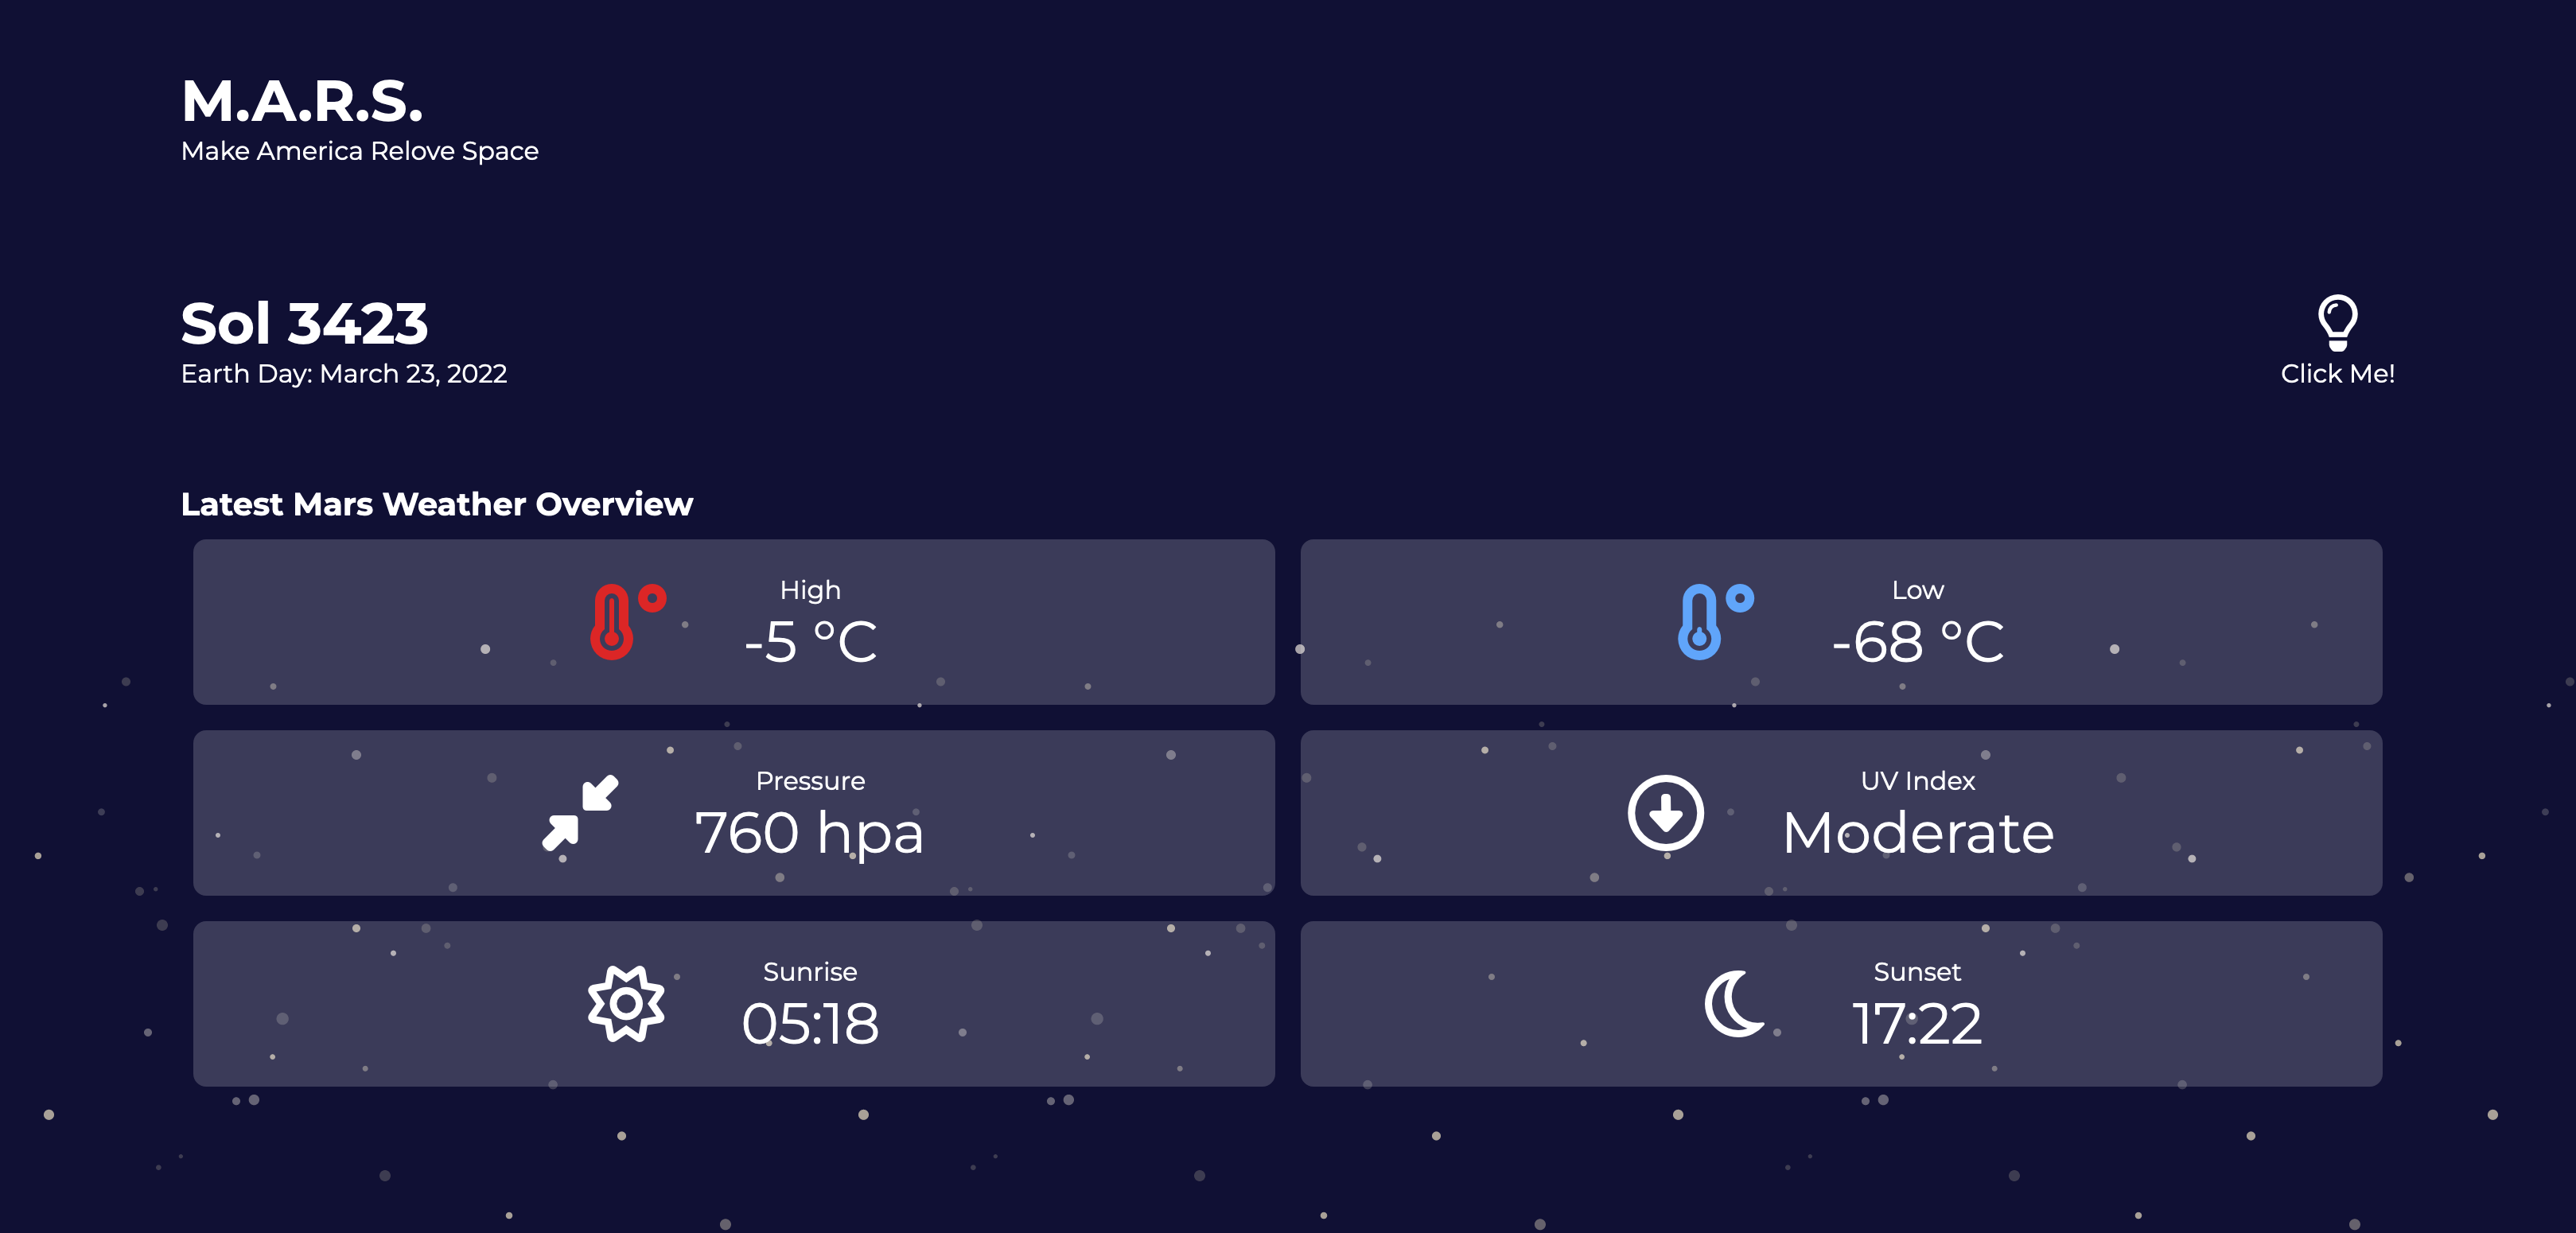 M.A.R.S.
Make America Relove Space
Sol 3423
Earth Day: March 23, 2022
Click Me!
Latest Mars Weather Overview
High
-5 °C
Low
-68 °C
Pressure
760 hpa
UV Index
Moderate
Sunrise
05:18
Sunset
17:22